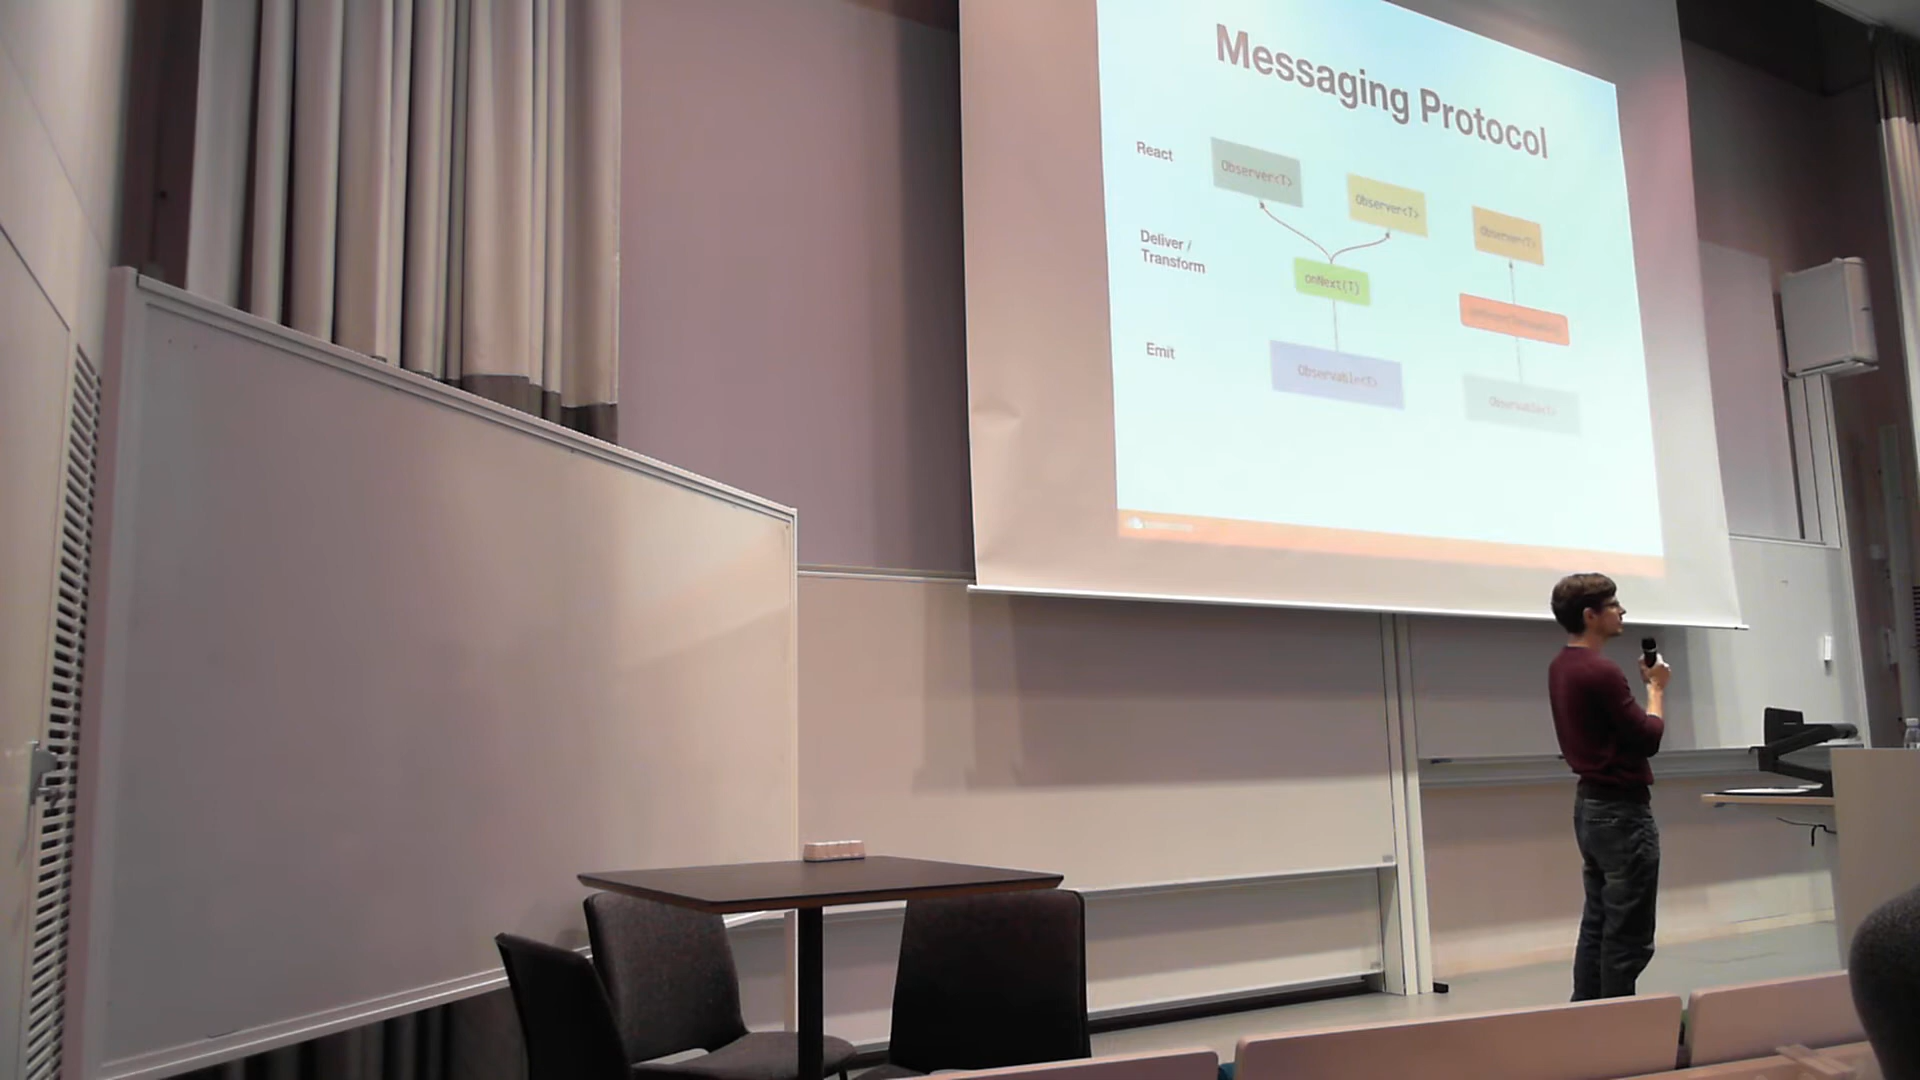 Messaging Protocol
React
Observer<T>
Observer<T>
Observer<T>
Deliver /
Transform
onNext(T)
Emit
Observable<T>
Observable<T>